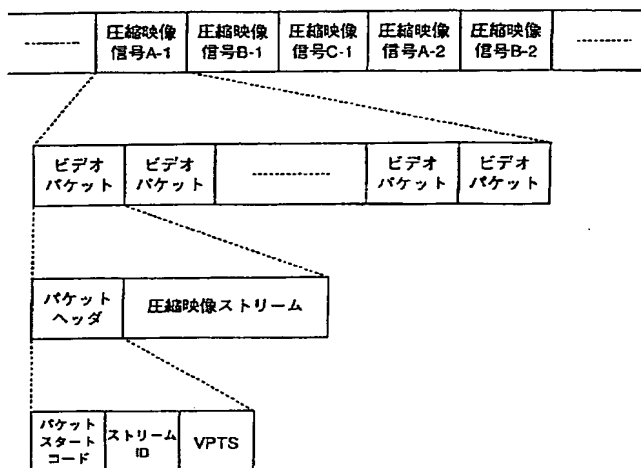 圧縮映像
信号A-1
圧縮映像
信号B-1
圧縮映像
信号C-1
圧縮映像
信号A-2
圧縮映像
信号B-2
ビデオ
パケット
ビデオ
パケット
ビデオ
パケット
ビデオ
パケット
パケット
ヘッダ
圧縮映像ストリーム
パケット
スタート
コード
ストリーム
ID
VPTS